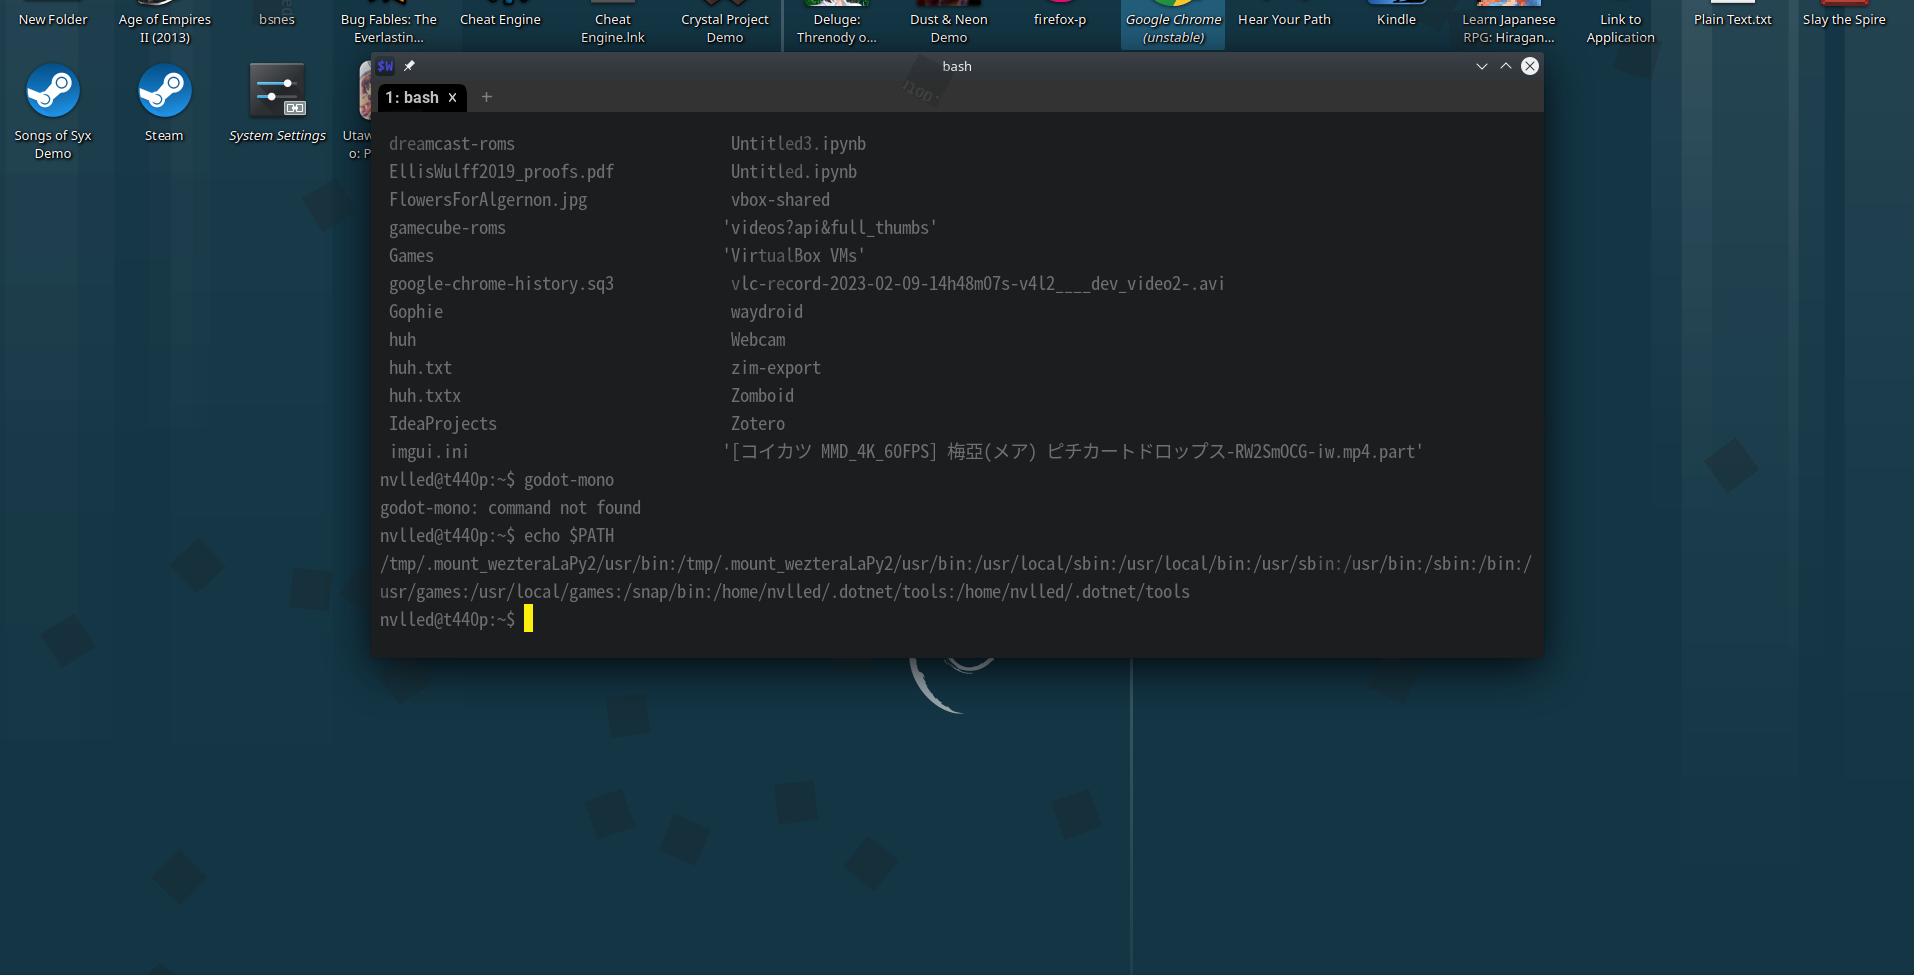 New Folder
Age of Empires
II (2013)
bsnes
Bug Fables: The
Everlastin...
Cheat Engine
Cheat
Engine.lnk
Crystal Project
Demo
Deluge:
Threnody o...
Dust & Neon
Demo
firefox-p
Google Chrome
(unstable)
Hear Your Path
Kindle
Learn Japanese
RPG: Hiragan...
Link to
Application
Plain Text.txt
Slay the Spire
Songs of Syx
Demo
Steam
System Settings
$W
bash
1: bash x +
dreamcast-roms Untitled3.ipynb
EllisWulff2019_proofs.pdf Untitled.ipynb
FlowersForAlgernon.jpg vbox-shared
gamecube-roms 'videos?api&full_thumbs'
Games 'VirtualBox VMs'
google-chrome-history.sq3 vlc-record-2023-02-09-14h48m07s-v4l2____dev_video2-.avi
Gophie waydroid
huh Webcam
huh.txt zim-export
huh.txtx Zomboid
IdeaProjects Zotero
imgui.ini '[コイカツ MMD_4K_60FPS] 梅亞(メア) ピチカートドロップス-RW2SmOCG-iw.mp4.part'
nvlled@t440p:~$ godot-mono
godot-mono: command not found
nvlled@t440p:~$ echo $PATH
/tmp/.mount_wezteraLaPy2/usr/bin:/tmp/.mount_wezteraLaPy2/usr/bin:/usr/local/sbin:/usr/local/bin:/usr/sbin:/usr/bin:/sbin:/bin:/
usr/games:/usr/local/games:/snap/bin:/home/nvlled/.dotnet/tools:/home/nvlled/.dotnet/tools
nvlled@t440p:~$